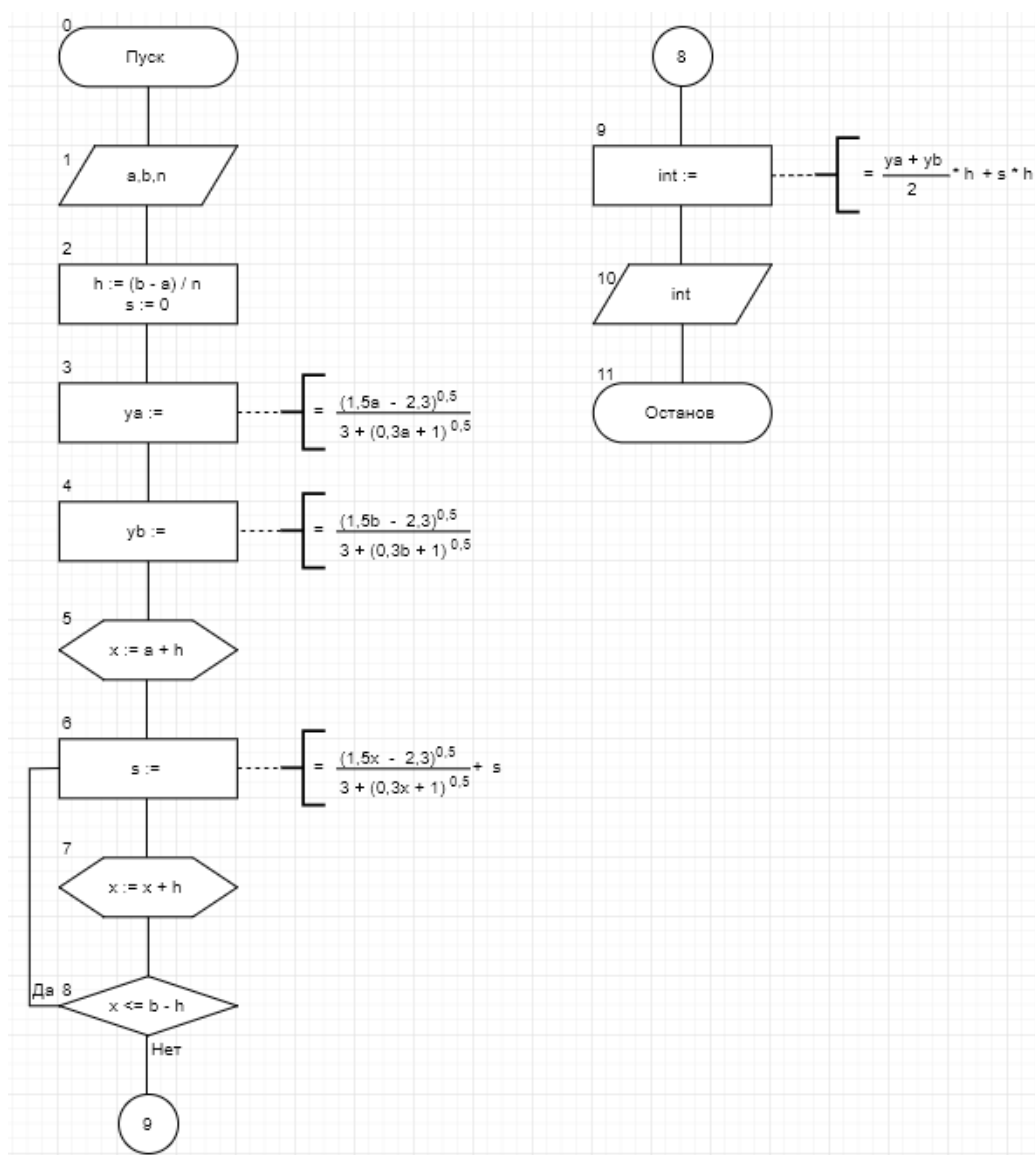 0
Пуск
1
a,b,n
2
h := (b - a) / n
s := 0
3
ya :=
= (1,5a - 2,3)^0,5 / 3 + (0,3a + 1)^0,5
4
yb :=
= (1,5b - 2,3)^0,5 / 3 + (0,3b + 1)^0,5
5
x := a + h
6
s :=
= (1,5x - 2,3)^0,5 / 3 + (0,3x + 1)^0,5 + s
7
x := x + h
Да 8
x <= b - h
Нет
9
8
9
int :=
= ya + yb / 2 * h + s * h
10
int
11
Останов